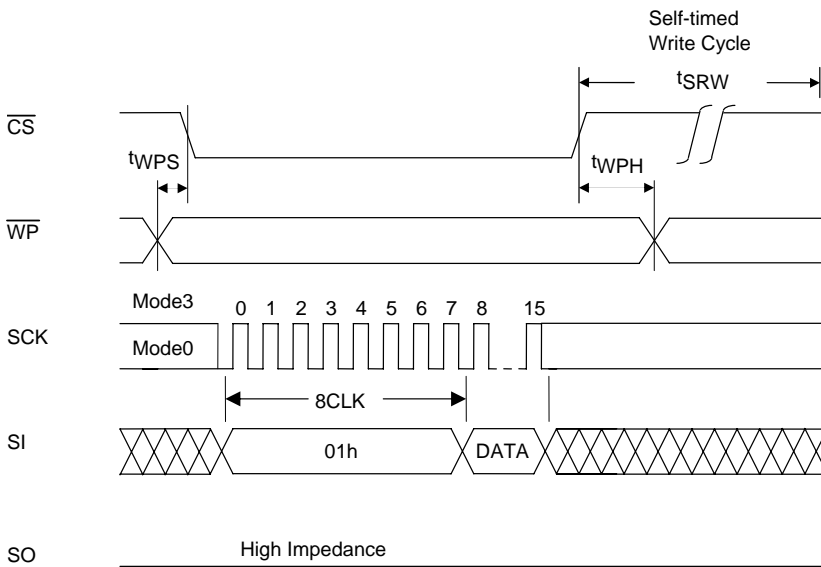 Self-timed
Write Cycle
tSRW
CS
tWPS
tWPH
WP
Mode3
0 1 2 3 4 5 6 7 8 15
SCK
Mode0
8CLK
SI
01h
DATA
High Impedance
SO